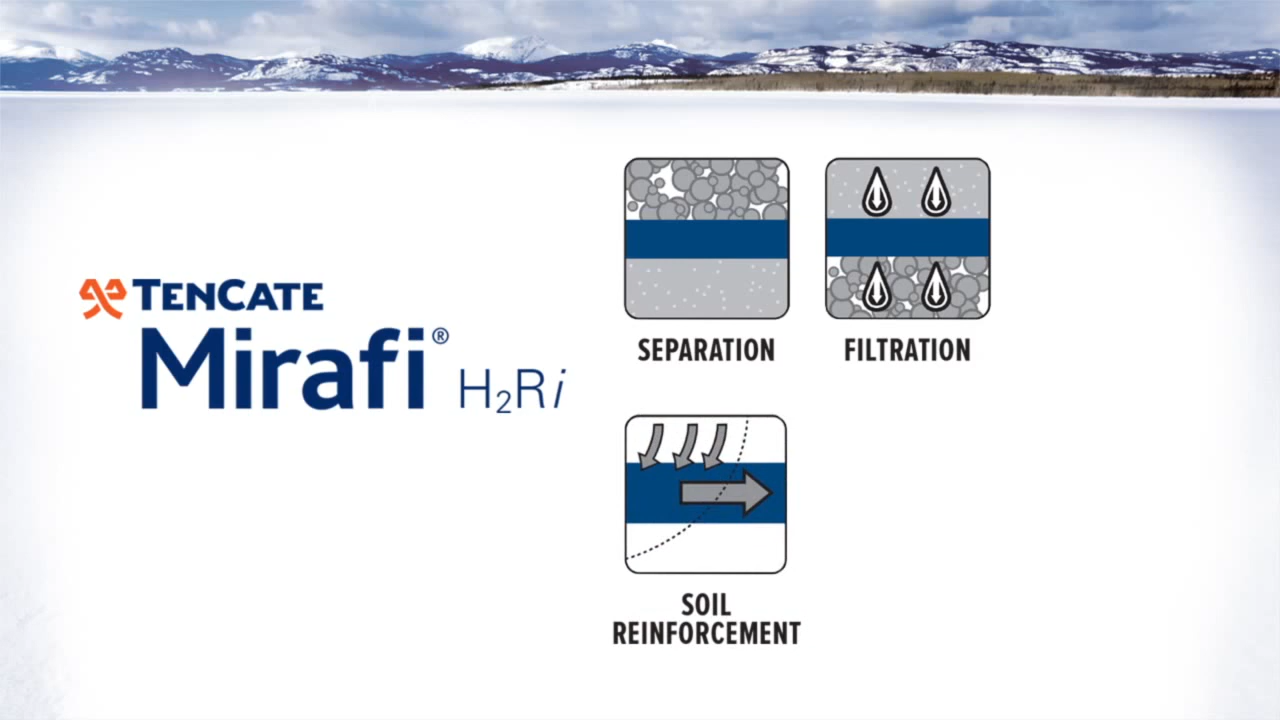 TENCATE
Mirafi® H₂Ri
SEPARATION
FILTRATION
SOIL
REINFORCEMENT